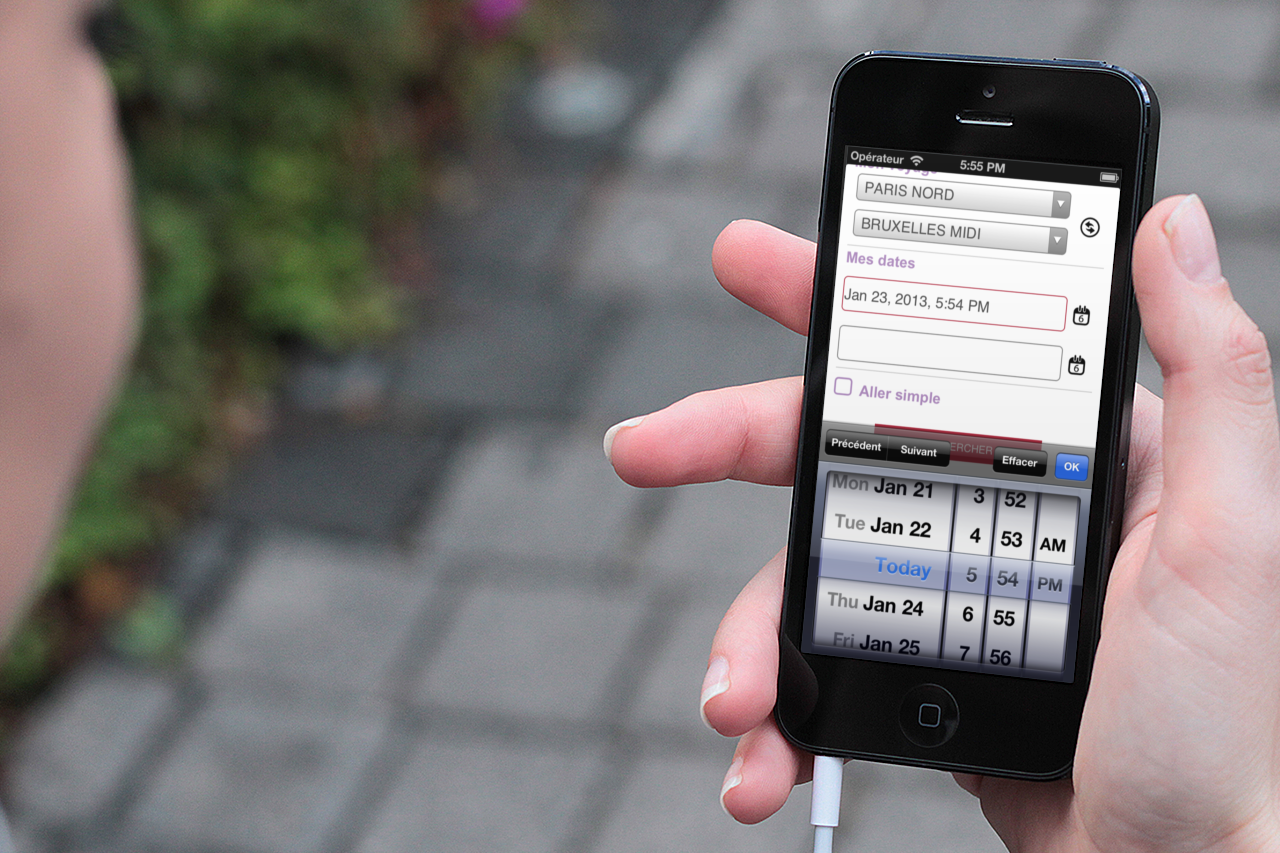 Opérateur 5:55 PM
Mon voyage
PARIS NORD
BRUXELLES MIDI
Mes dates
Jan 23, 2013, 5:54 PM
6
6
Aller simple
ERCHER
Précédent Suivant Effacer OK
Mon Jan 21 3 52
Tue Jan 22 4 53 AM
Today 5 54 PM
Thu Jan 24 6 55
Fri Jan 25 7 56